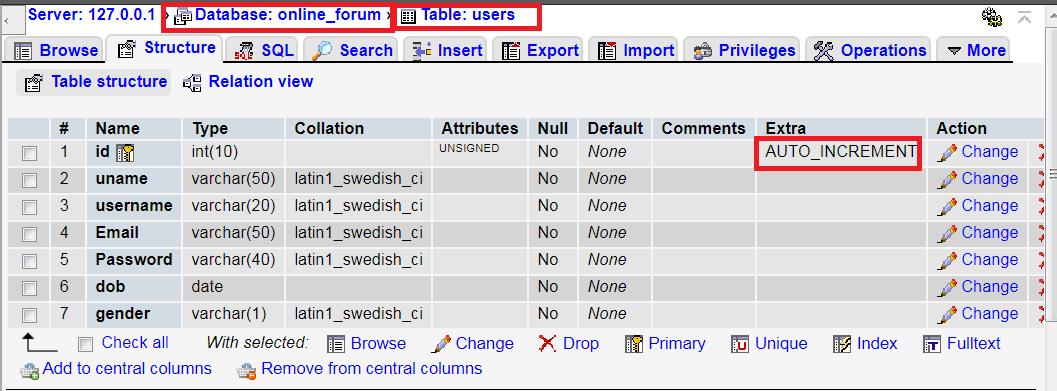 Server: 127.0.0.1 › Database: online_forum › Table: users
Browse Structure SQL Search Insert Export Import Privileges Operations More
Table structure Relation view
# Name Type Collation Attributes Null Default Comments Extra Action
1 id int(10) UNSIGNED No None AUTO_INCREMENT Change
2 uname varchar(50) latin1_swedish_ci No None Change
3 username varchar(20) latin1_swedish_ci No None Change
4 Email varchar(50) latin1_swedish_ci No None Change
5 Password varchar(40) latin1_swedish_ci No None Change
6 dob date No None Change
7 gender varchar(1) latin1_swedish_ci No None Change
Check all With selected: Browse Change Drop Primary Unique Index Fulltext
Add to central columns Remove from central columns